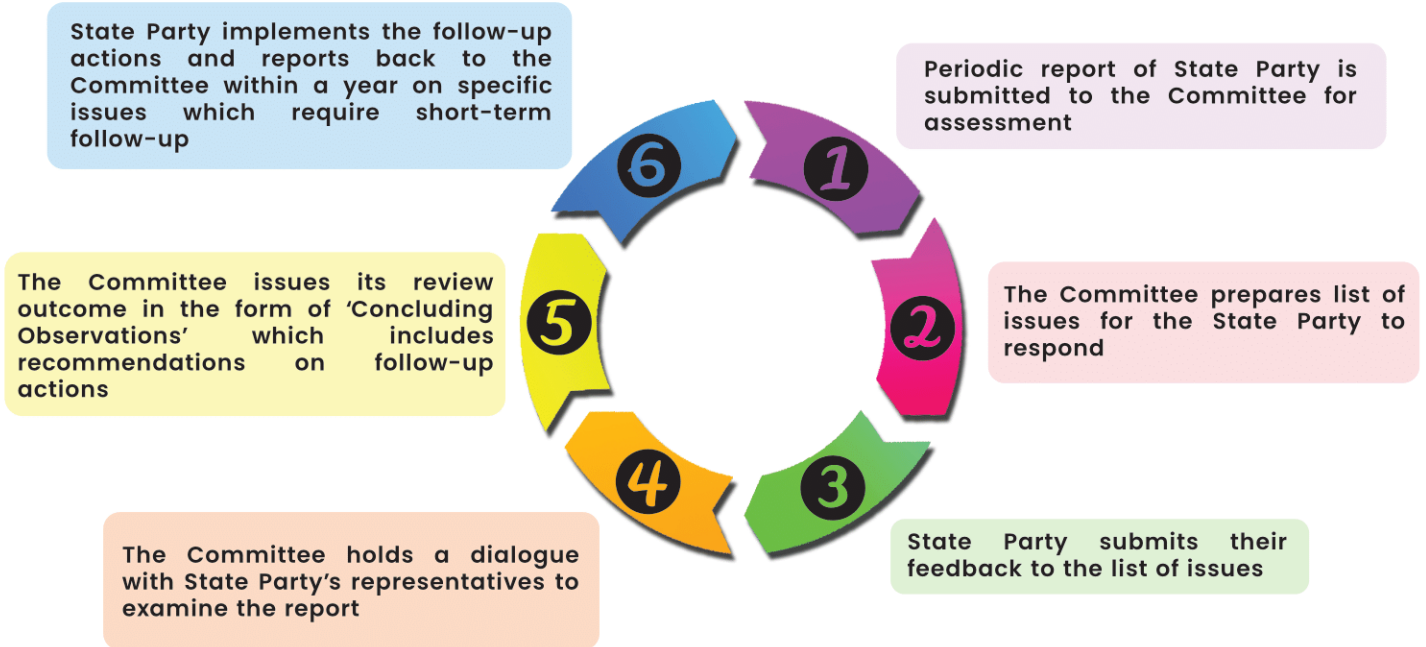 1
Periodic report of State Party is
submitted to the Committee for
assessment
2
The Committee prepares list of
issues for the State Party to
respond
3
State Party submits their
feedback to the list of issues
4
The Committee holds a dialogue
with State Party’s representatives to
examine the report
5
The Committee issues its review
outcome in the form of ‘Concluding
Observations’ which includes
recommendations on follow-up
actions
6
State Party implements the follow-up
actions and reports back to the
Committee within a year on specific
issues which require short-term
follow-up